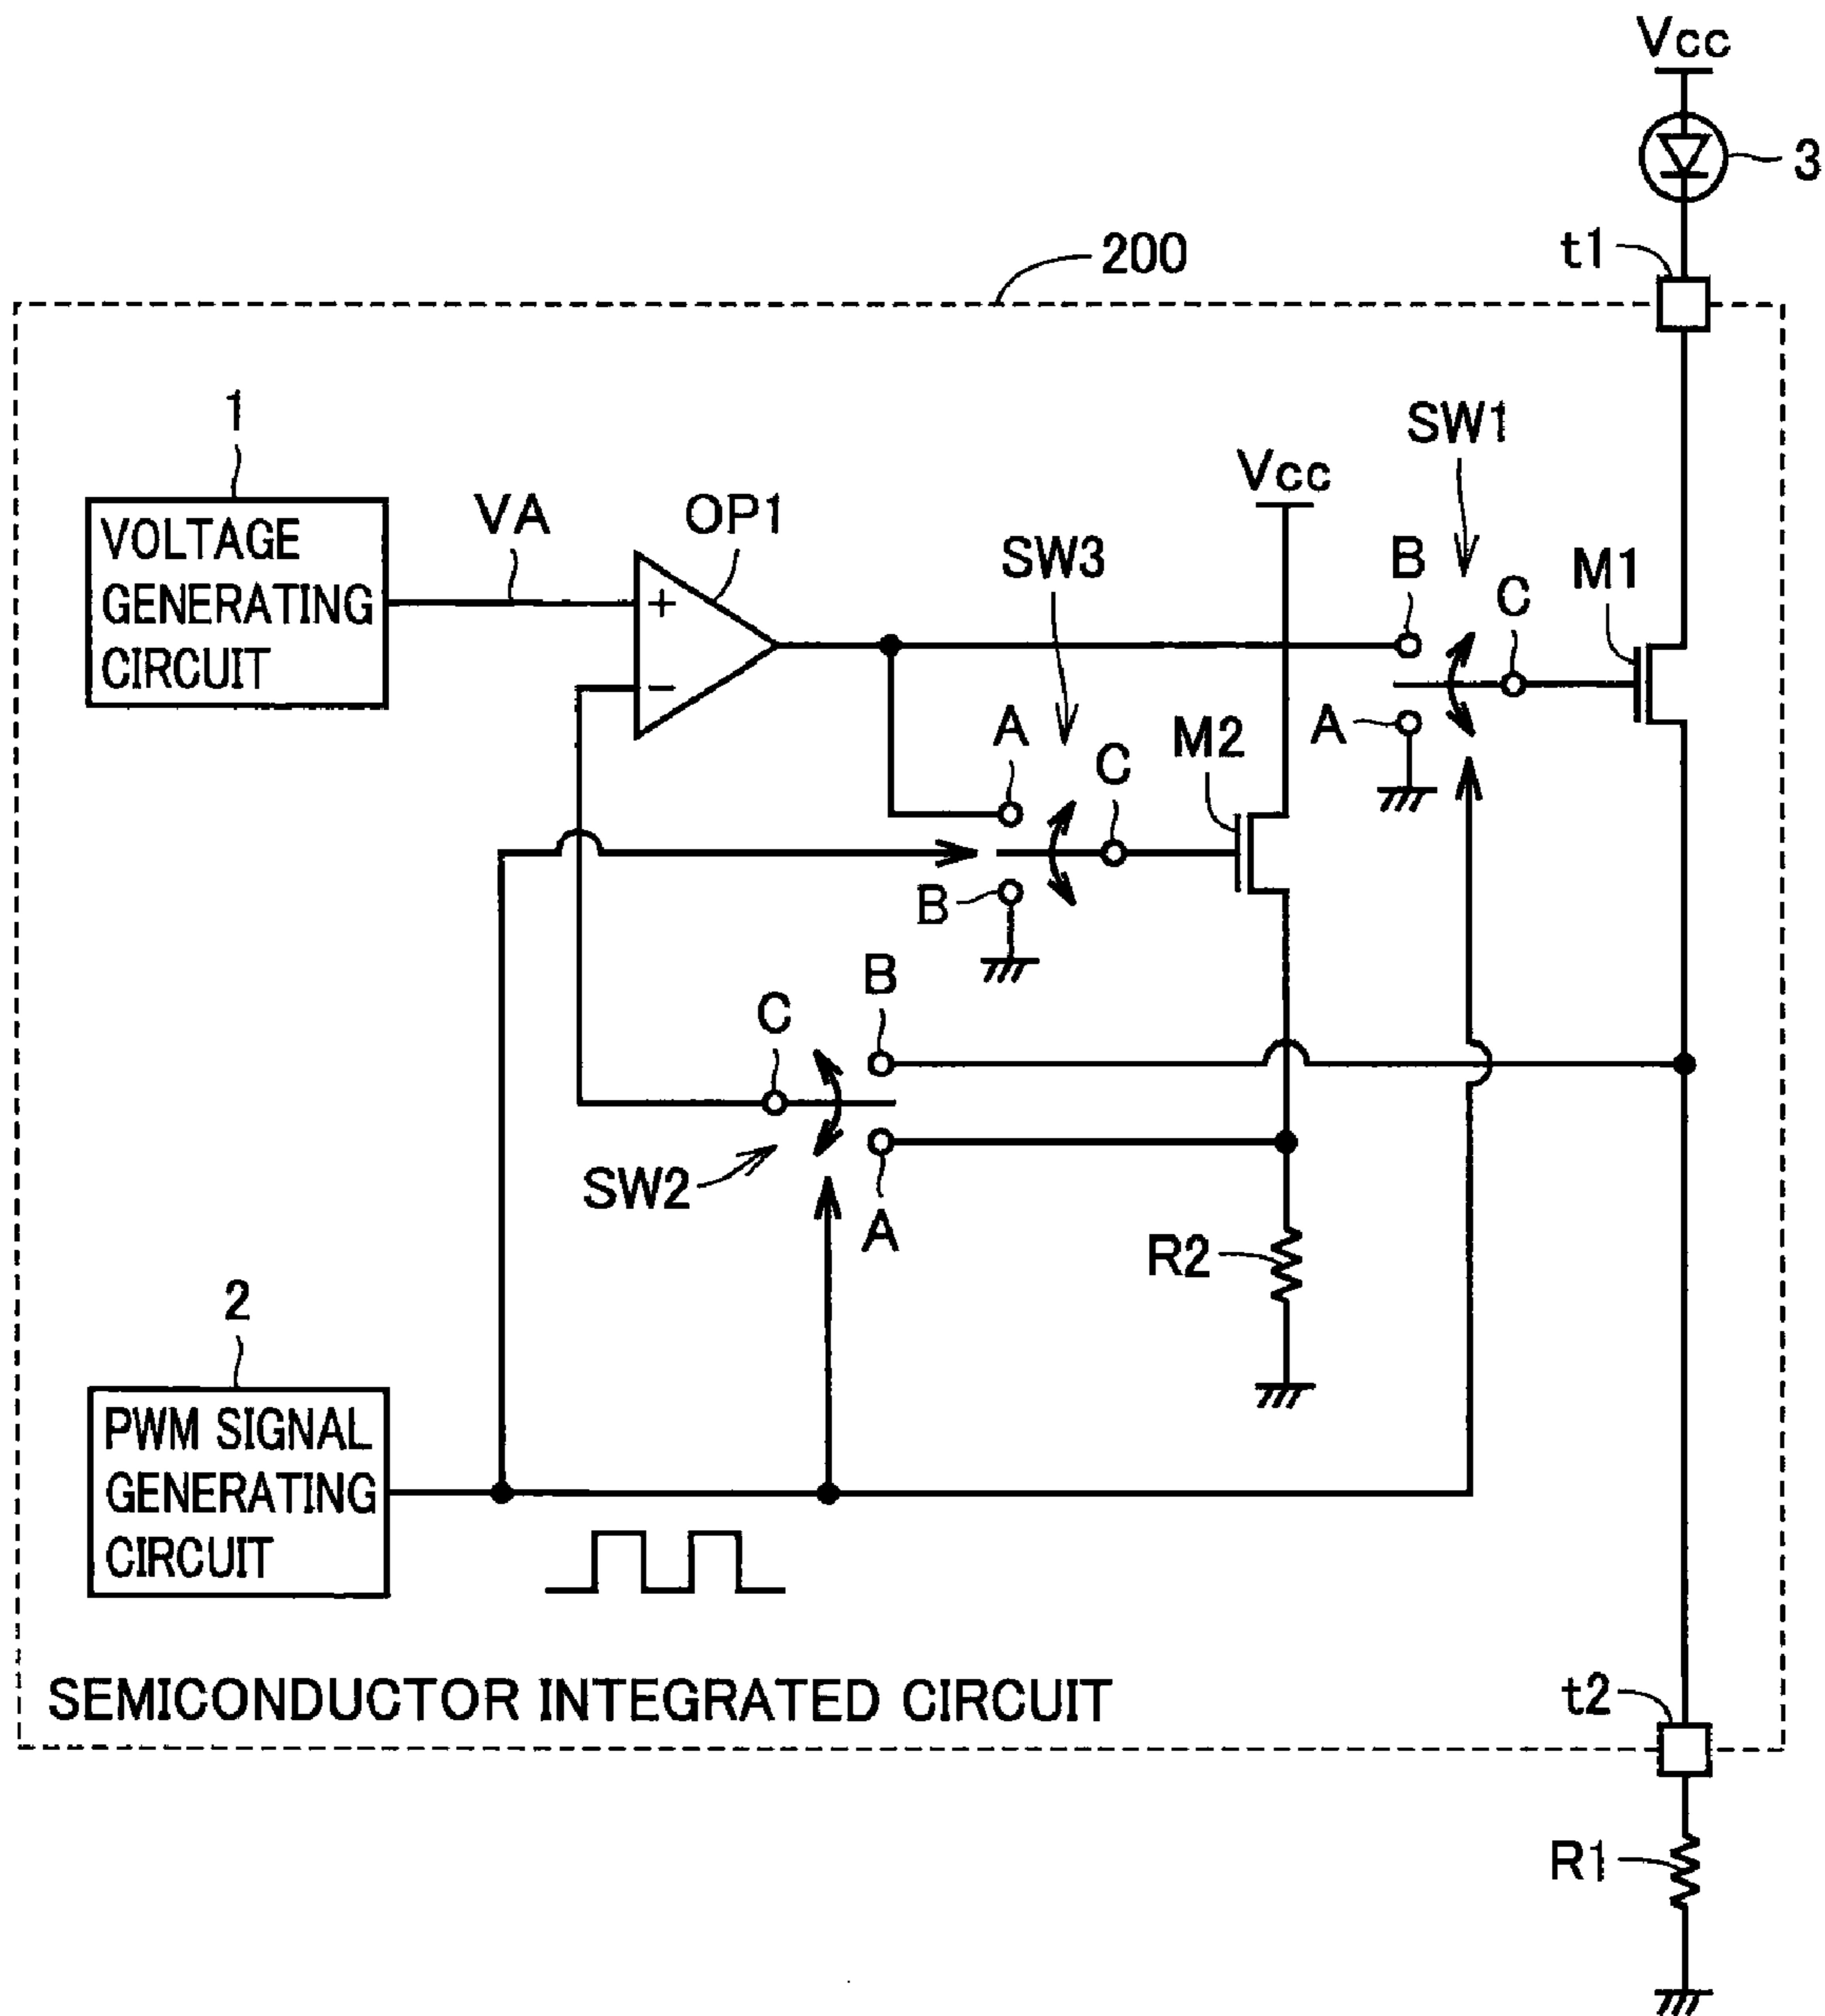 Vcc
3
t1
200
1
SW1
Vcc
VOLTAGE
GENERATING
CIRCUIT
VA
OP1
SW3
B
C
M1
+
−
A
A
C
M2
B
B
C
SW2
A
R2
2
PWM SIGNAL
GENERATING
CIRCUIT
SEMICONDUCTOR INTEGRATED CIRCUIT
t2
R1